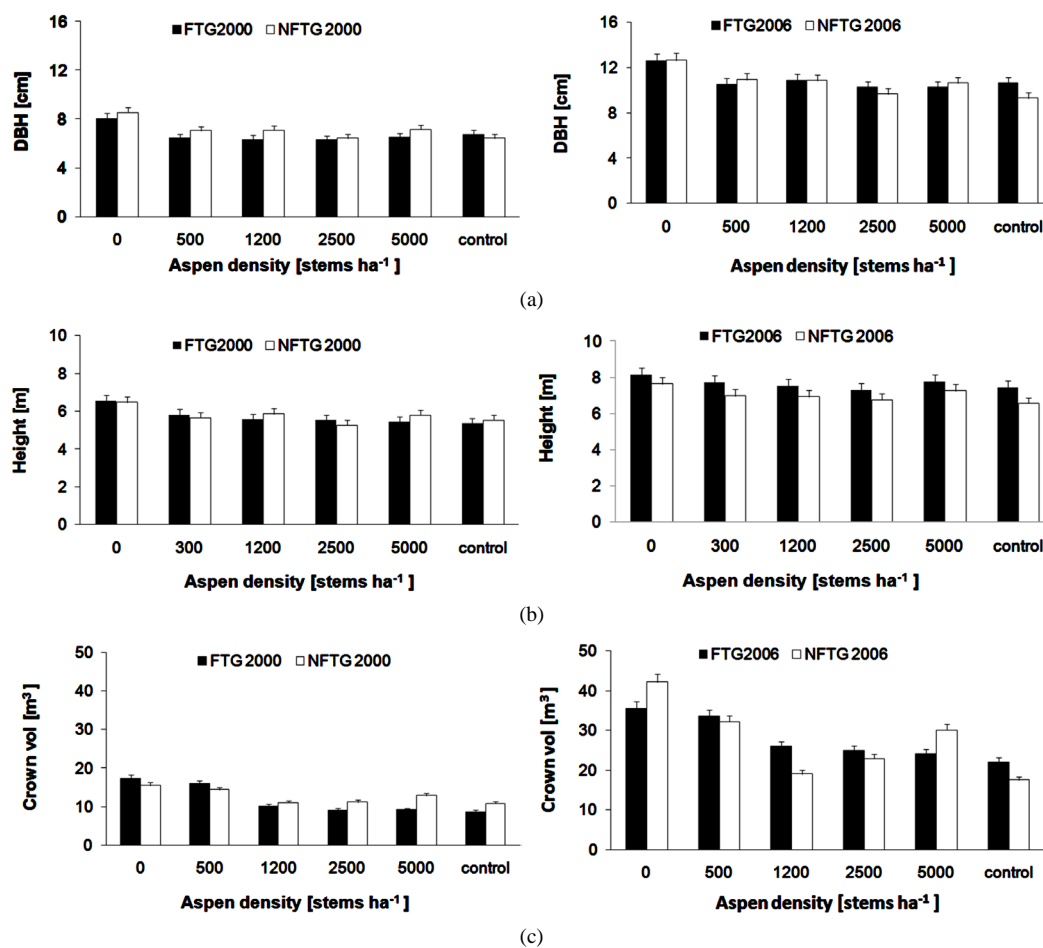 FTG2000 NFTG 2000
16
12
8
4
0
DBH [cm]
0 500 1200 2500 5000 control
Aspen density [stems ha⁻¹ ]
FTG2006 NFTG 2006
16
12
8
4
0
DBH [cm]
0 500 1200 2500 5000 control
Aspen density [stems ha⁻¹ ]
(a)
FTG2000 NFTG 2000
10
8
6
4
2
0
Height [m]
0 300 1200 2500 5000 control
Aspen density [stems ha⁻¹ ]
FTG2006 NFTG 2006
10
8
6
4
2
0
Height [m]
0 300 1200 2500 5000 control
Aspen density [stems ha⁻¹ ]
(b)
FTG 2000 NFTG 2000
50
40
30
20
10
0
Crown vol [m³]
0 500 1200 2500 5000 control
Aspen density [stems ha⁻¹ ]
FTG2006 NFTG 2006
50
40
30
20
10
0
Crown vol [m³]
0 500 1200 2500 5000 control
Aspen density [stems ha⁻¹ ]
(c)